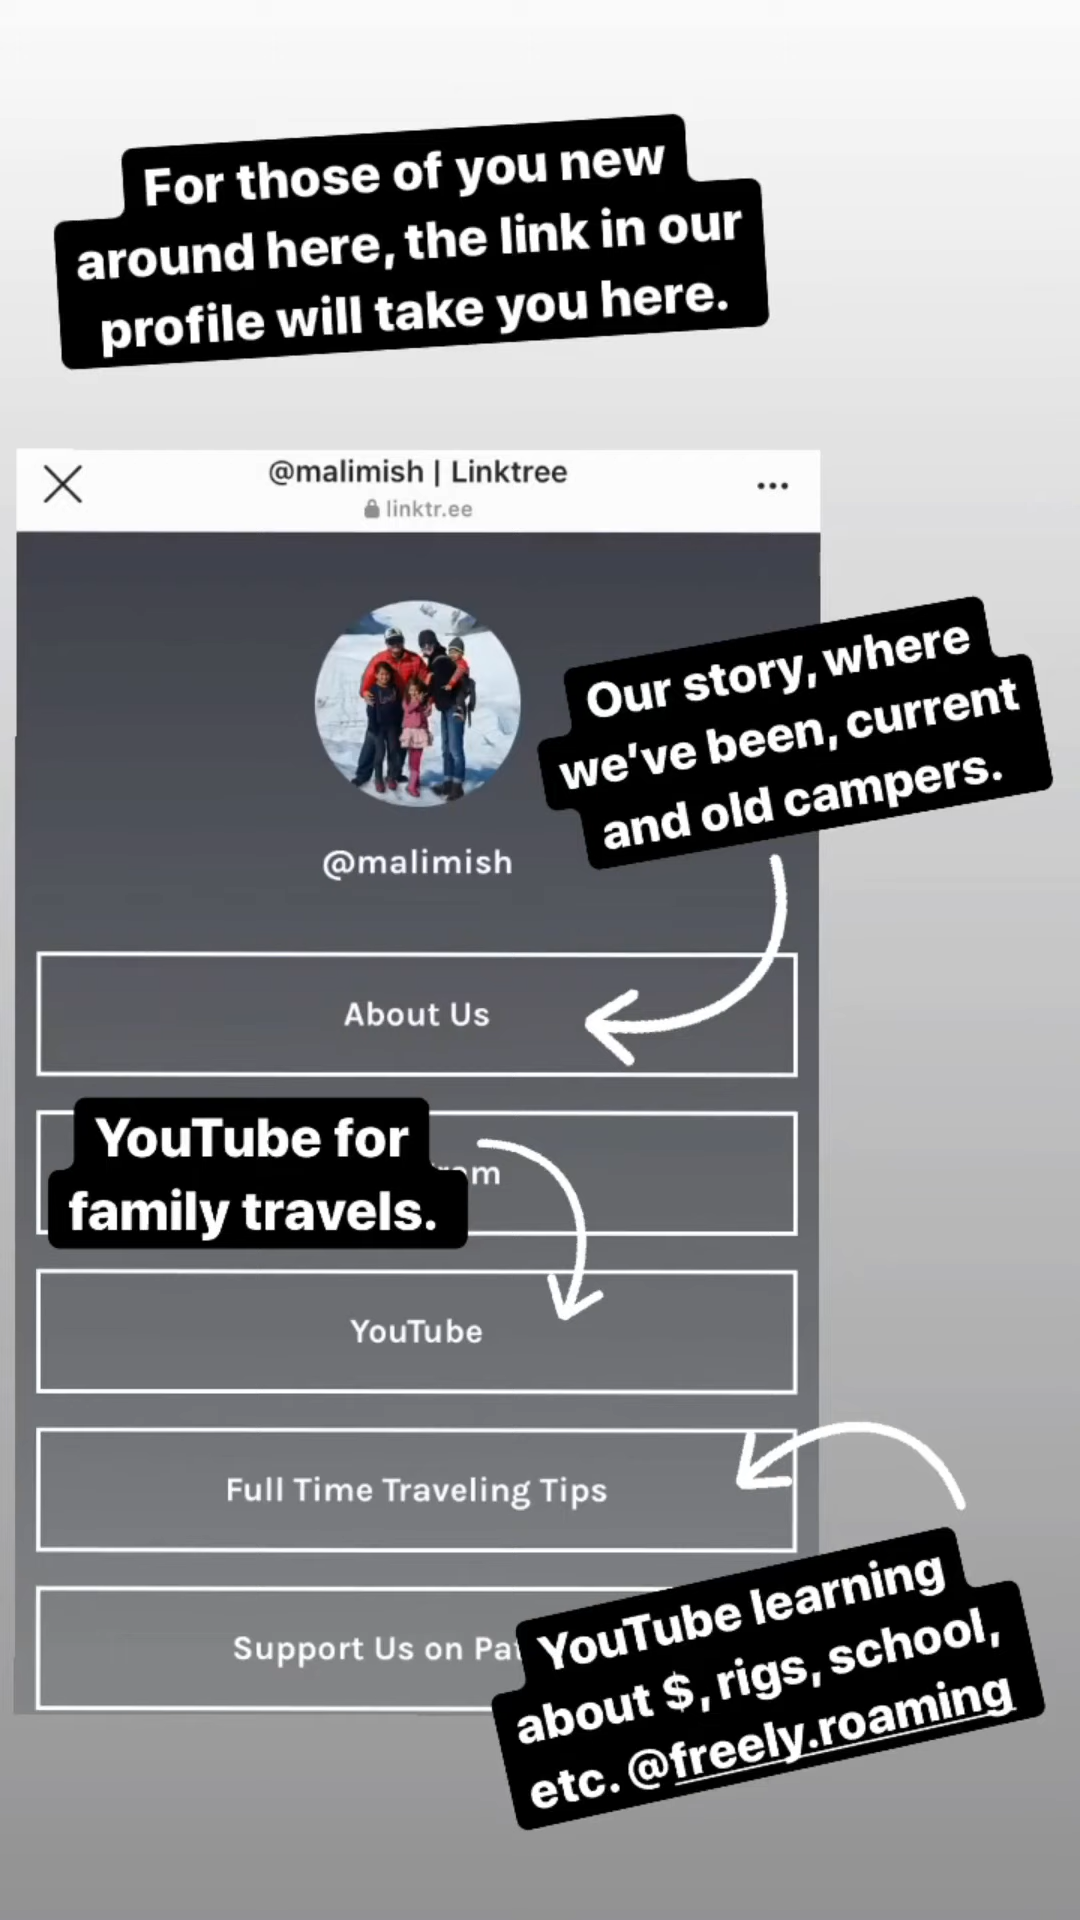 For those of you new
around here, the link in our
profile will take you here.
@malimish | Linktree
linktr.ee
Our story, where
we've been, current
and old campers.
@malimish
About Us
YouTube for
family travels.
YouTube
Full Time Traveling Tips
Support Us on
YouTube learning
about $, rigs, school,
etc. @freely.roaming